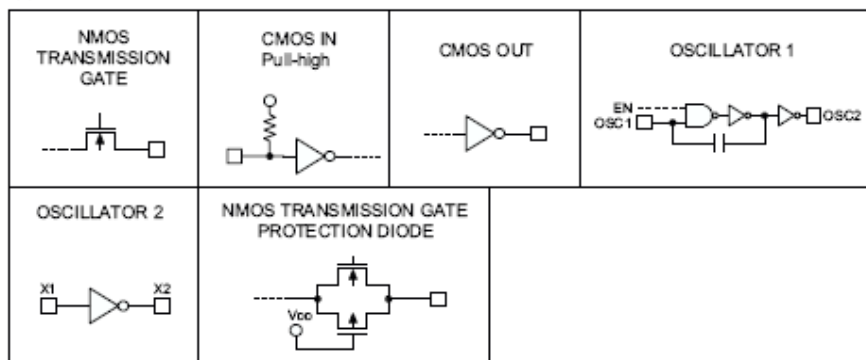 NMOS
TRANSMISSION
GATE
CMOS IN
Pull-high
CMOS OUT
OSCILLATOR 1
EN
OSC1
OSC2
OSCILLATOR 2
X1
X2
NMOS TRANSMISSION GATE
PROTECTION DIODE
VDD